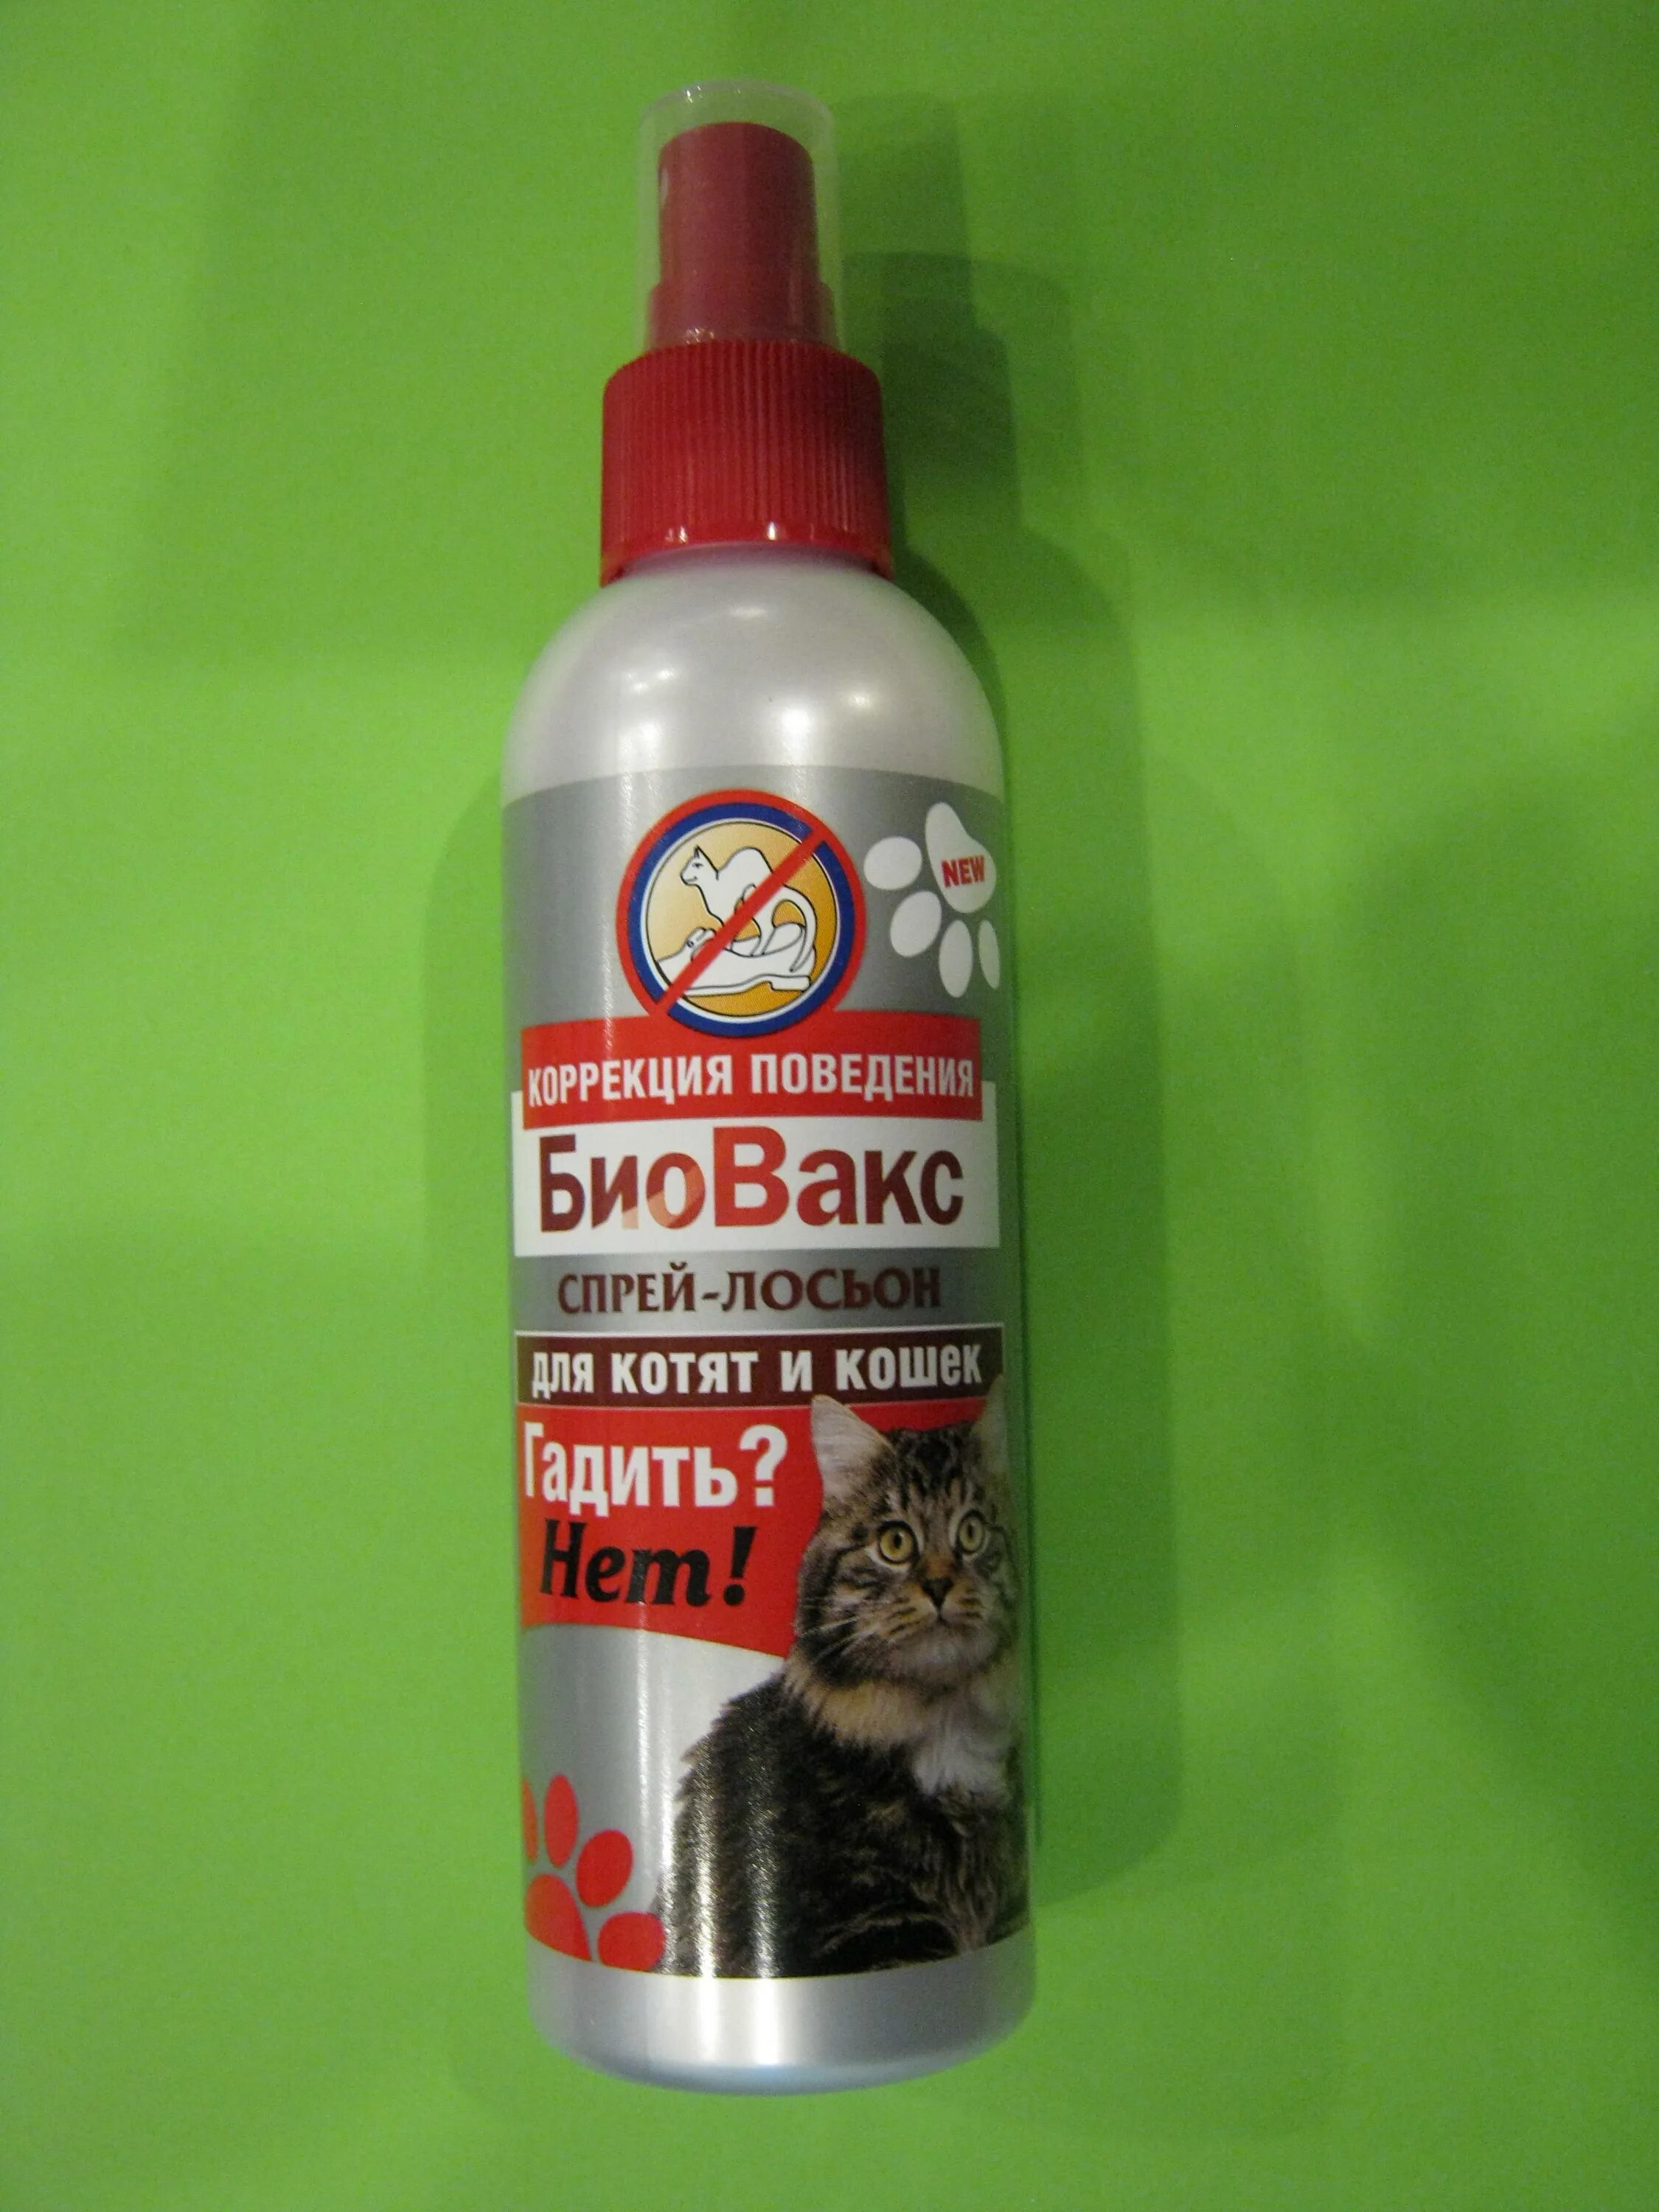 NEW
КОРРЕКЦИЯ ПОВЕДЕНИЯ
БиоВакс
СПРЕЙ-ЛОСЬОН
для котят и кошек
Гадить?
Нет!